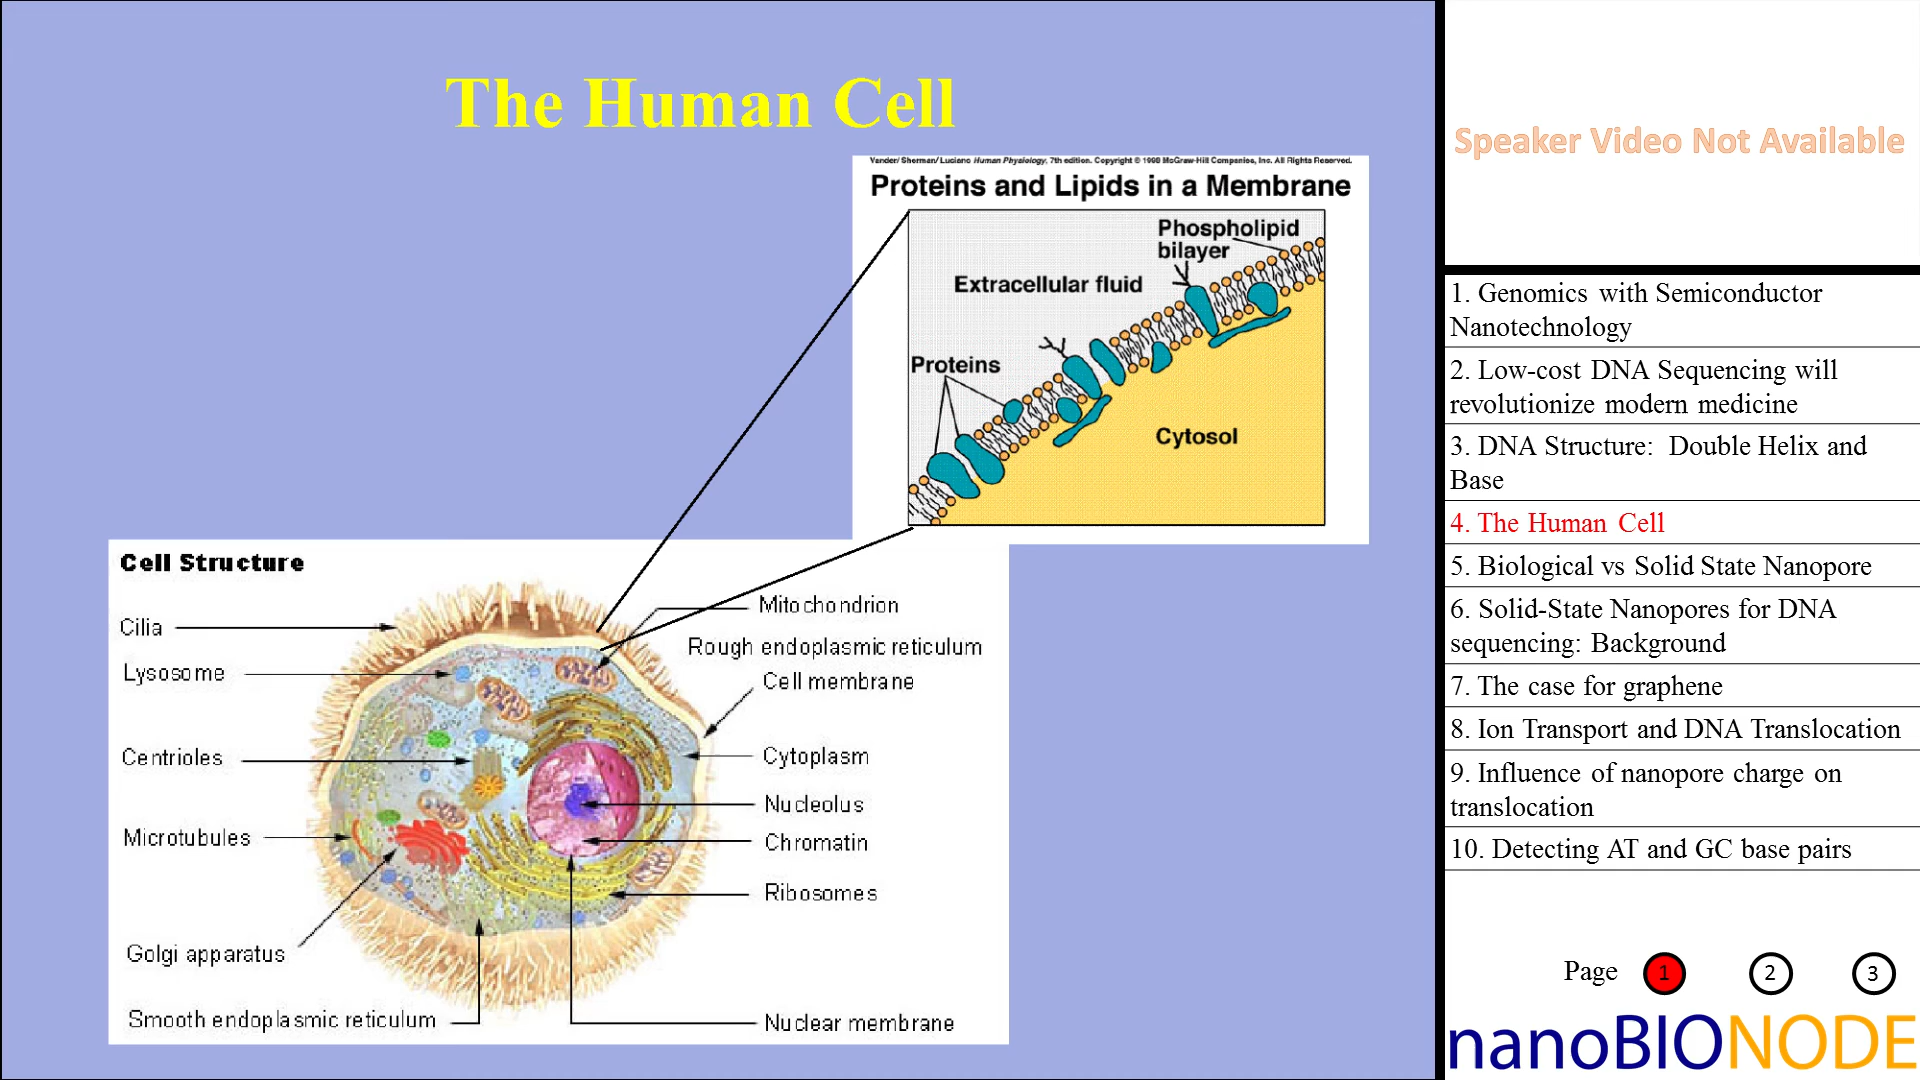 The Human Cell
Vander/Sherman/Luciano Human Physiology, 7th edition. Copyright © 1998 McGraw-Hill Companies, Inc. All Rights Reserved.
Proteins and Lipids in a Membrane
Phospholipid
bilayer
Extracellular fluid
Proteins
Cytosol
Cell Structure
Cilia
Lysosome
Centrioles
Microtubules
Golgi apparatus
Smooth endoplasmic reticulum
Mitochondrion
Rough endoplasmic reticulum
Cell membrane
Cytoplasm
Nucleolus
Chromatin
Ribosomes
Nuclear membrane
Speaker Video Not Available
1. Genomics with Semiconductor
Nanotechnology
2. Low-cost DNA Sequencing will
revolutionize modern medicine
3. DNA Structure: Double Helix and
Base
4. The Human Cell
5. Biological vs Solid State Nanopore
6. Solid-State Nanopores for DNA
sequencing: Background
7. The case for graphene
8. Ion Transport and DNA Translocation
9. Influence of nanopore charge on
translocation
10. Detecting AT and GC base pairs
Page 1 2 3
nanoBIONODE